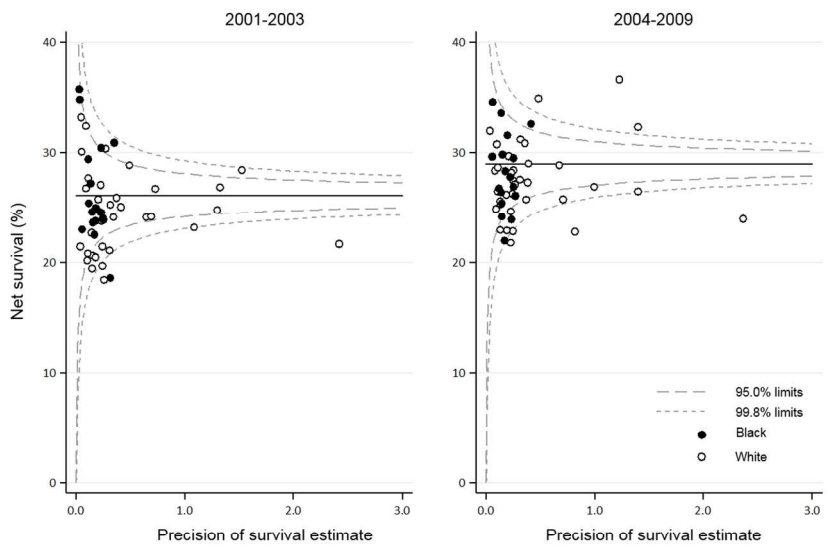 2001-2003
2004-2009
Net survival (%)
40
30
20
10
0
0.0 1.0 2.0 3.0
Precision of survival estimate
40
30
20
10
0
0.0 1.0 2.0 3.0
Precision of survival estimate
95.0% limits
99.8% limits
Black
White